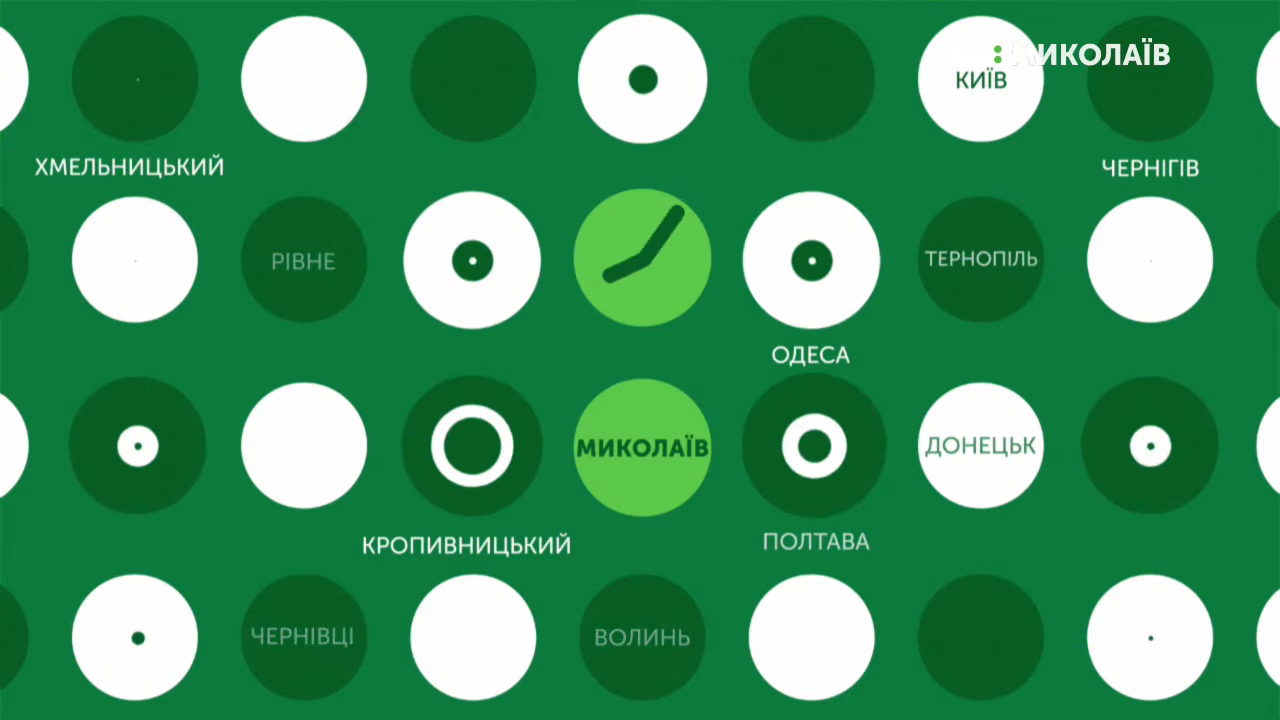 :МИКОЛАЇВ
КИЇВ
ХМЕЛЬНИЦЬКИЙ
ЧЕРНІГІВ
РІВНЕ
ТЕРНОПІЛЬ
ОДЕСА
МИКОЛАЇВ
ДОНЕЦЬК
КРОПИВНИЦЬКИЙ
ПОЛТАВА
ЧЕРНІВЦІ
ВОЛИНЬ